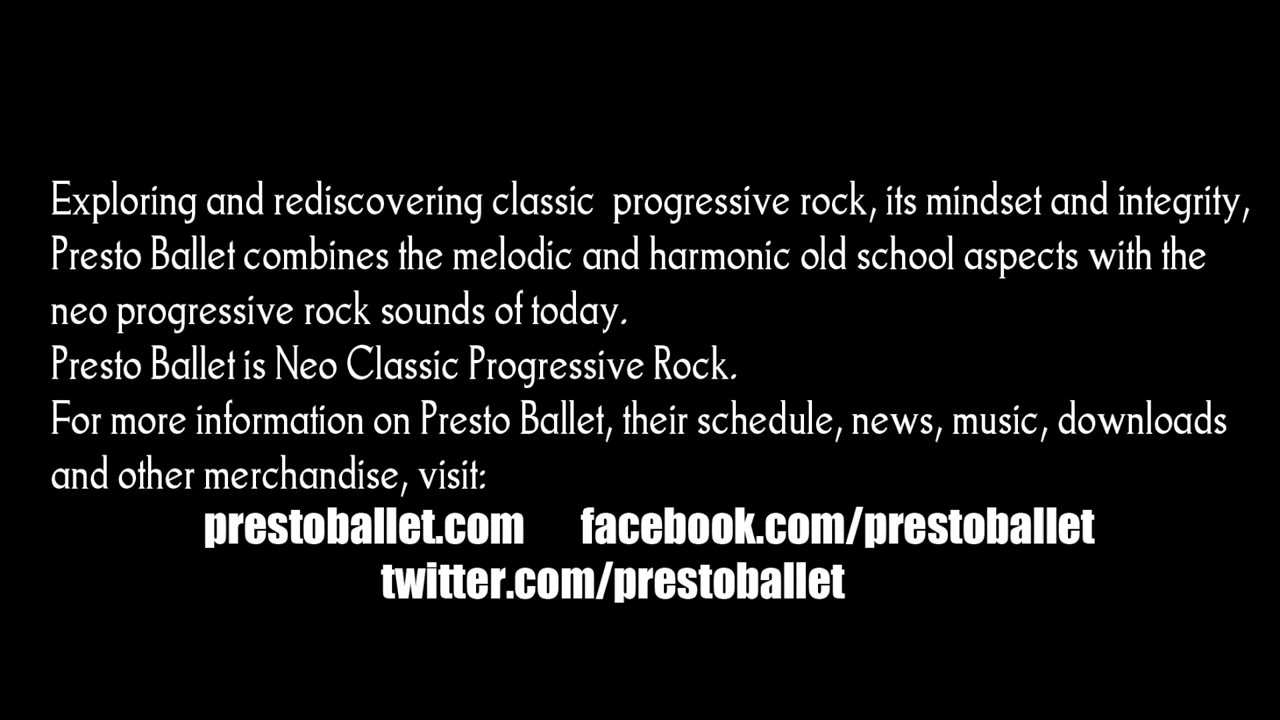 Exploring and rediscovering classic  progressive rock, its mindset and integrity,
Presto Ballet combines the melodic and harmonic old school aspects with the
neo progressive rock sounds of today.
Presto Ballet is Neo Classic Progressive Rock.
For more information on Presto Ballet, their schedule, news, music, downloads
and other merchandise, visit:
prestoballet.com facebook.com/prestoballet
twitter.com/prestoballet